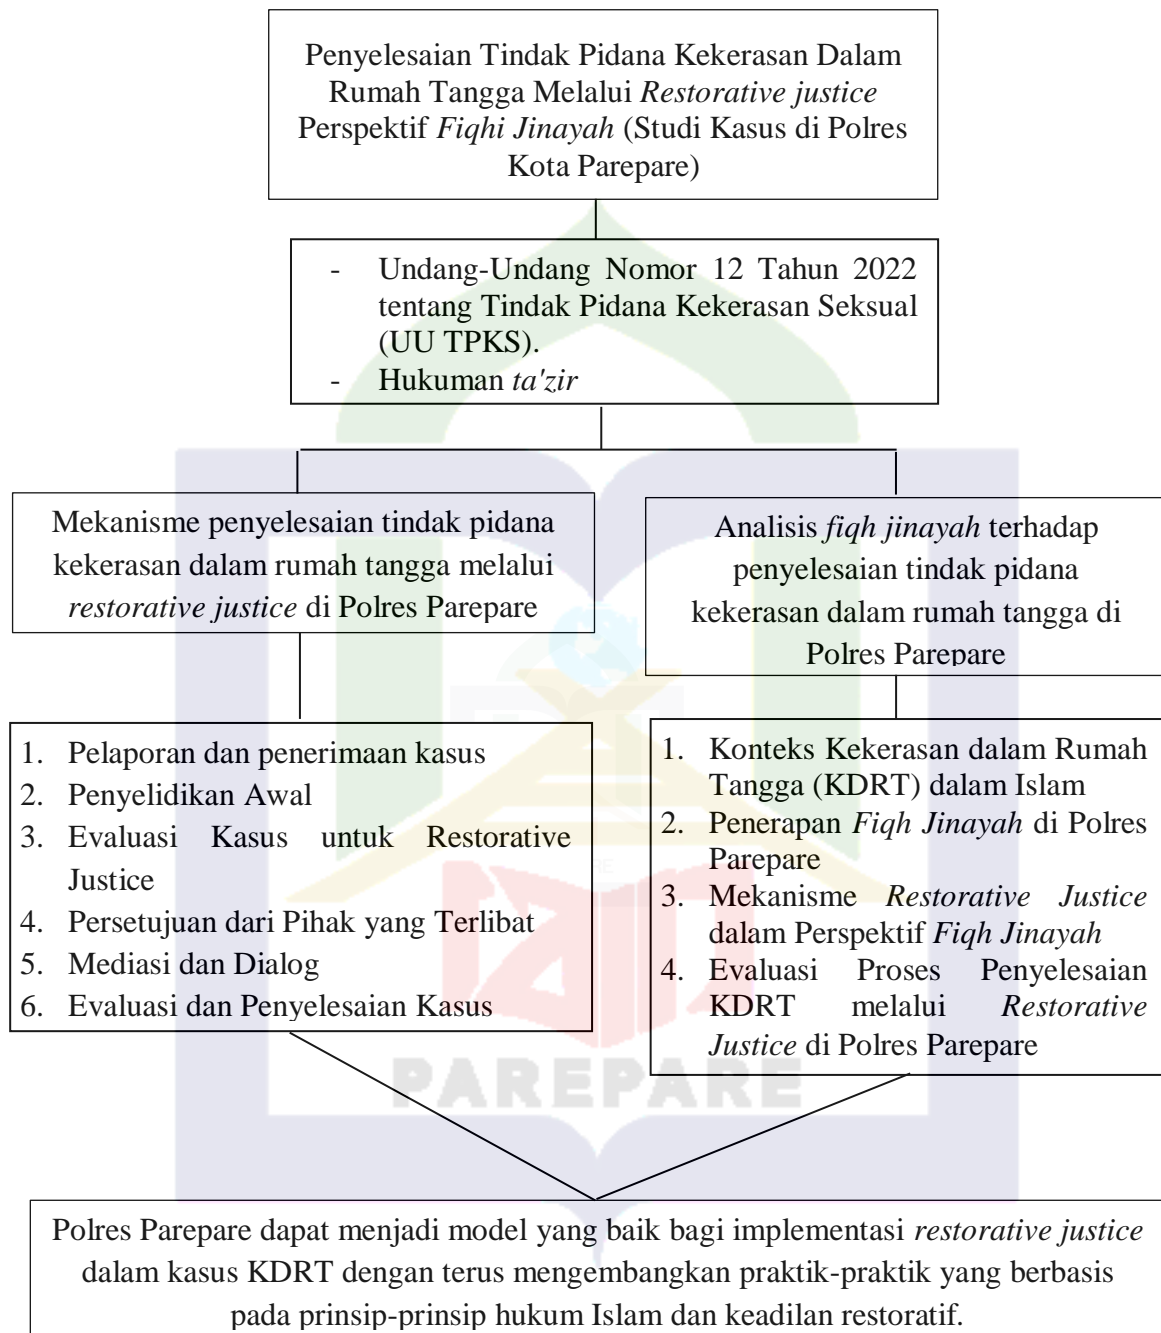 Penyelesaian Tindak Pidana Kekerasan Dalam
Rumah Tangga Melalui Restorative justice
Perspektif Fiqhi Jinayah (Studi Kasus di Polres
Kota Parepare)
- Undang-Undang Nomor 12 Tahun 2022
tentang Tindak Pidana Kekerasan Seksual
(UU TPKS).
- Hukuman ta'zir
Mekanisme penyelesaian tindak pidana
kekerasan dalam rumah tangga melalui
restorative justice di Polres Parepare
Analisis fiqh jinayah terhadap
penyelesaian tindak pidana
kekerasan dalam rumah tangga di
Polres Parepare
1. Pelaporan dan penerimaan kasus
2. Penyelidikan Awal
3. Evaluasi Kasus untuk Restorative
Justice
4. Persetujuan dari Pihak yang Terlibat
5. Mediasi dan Dialog
6. Evaluasi dan Penyelesaian Kasus
1. Konteks Kekerasan dalam Rumah
Tangga (KDRT) dalam Islam
2. Penerapan Fiqh Jinayah di Polres
Parepare
3. Mekanisme Restorative Justice
dalam Perspektif Fiqh Jinayah
4. Evaluasi Proses Penyelesaian
KDRT melalui Restorative
Justice di Polres Parepare
PAREPARE
Polres Parepare dapat menjadi model yang baik bagi implementasi restorative justice
dalam kasus KDRT dengan terus mengembangkan praktik-praktik yang berbasis
pada prinsip-prinsip hukum Islam dan keadilan restoratif.